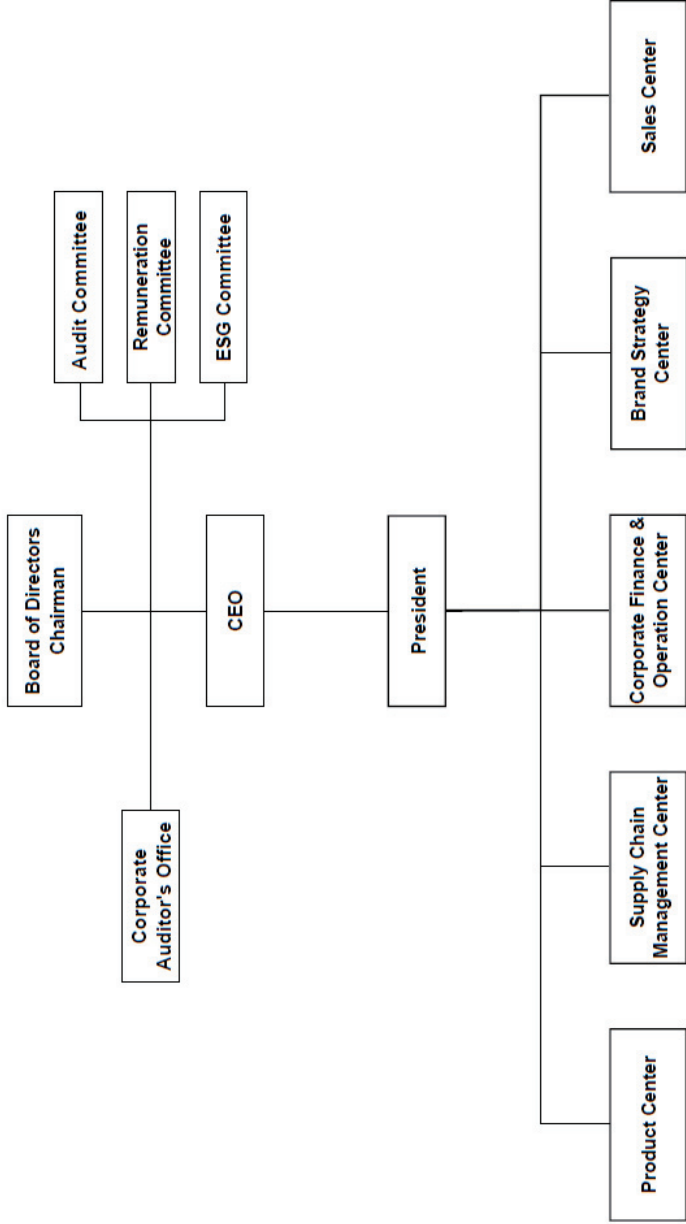 Board of Directors
Chairman
Audit Committee
Remuneration
Committee
ESG Committee
Corporate
Auditor's Office
CEO
President
Product Center
Supply Chain
Management Center
Corporate Finance &
Operation Center
Brand Strategy
Center
Sales Center